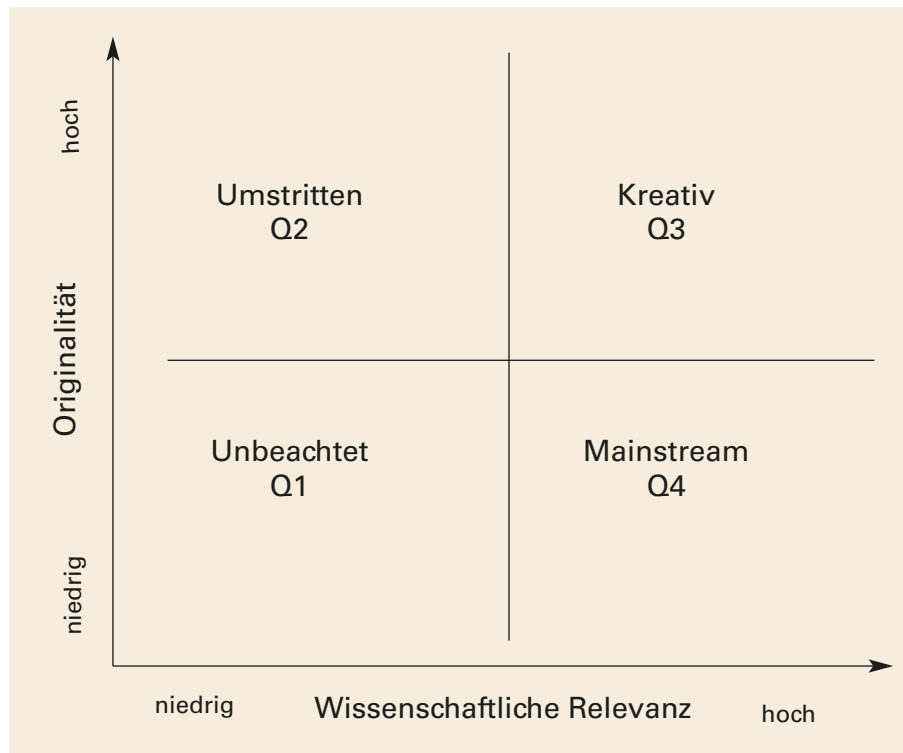 hoch
Umstritten
Q2
Kreativ
Q3
Originalität
Unbeachtet
Q1
Mainstream
Q4
niedrig
niedrig
Wissenschaftliche Relevanz
hoch